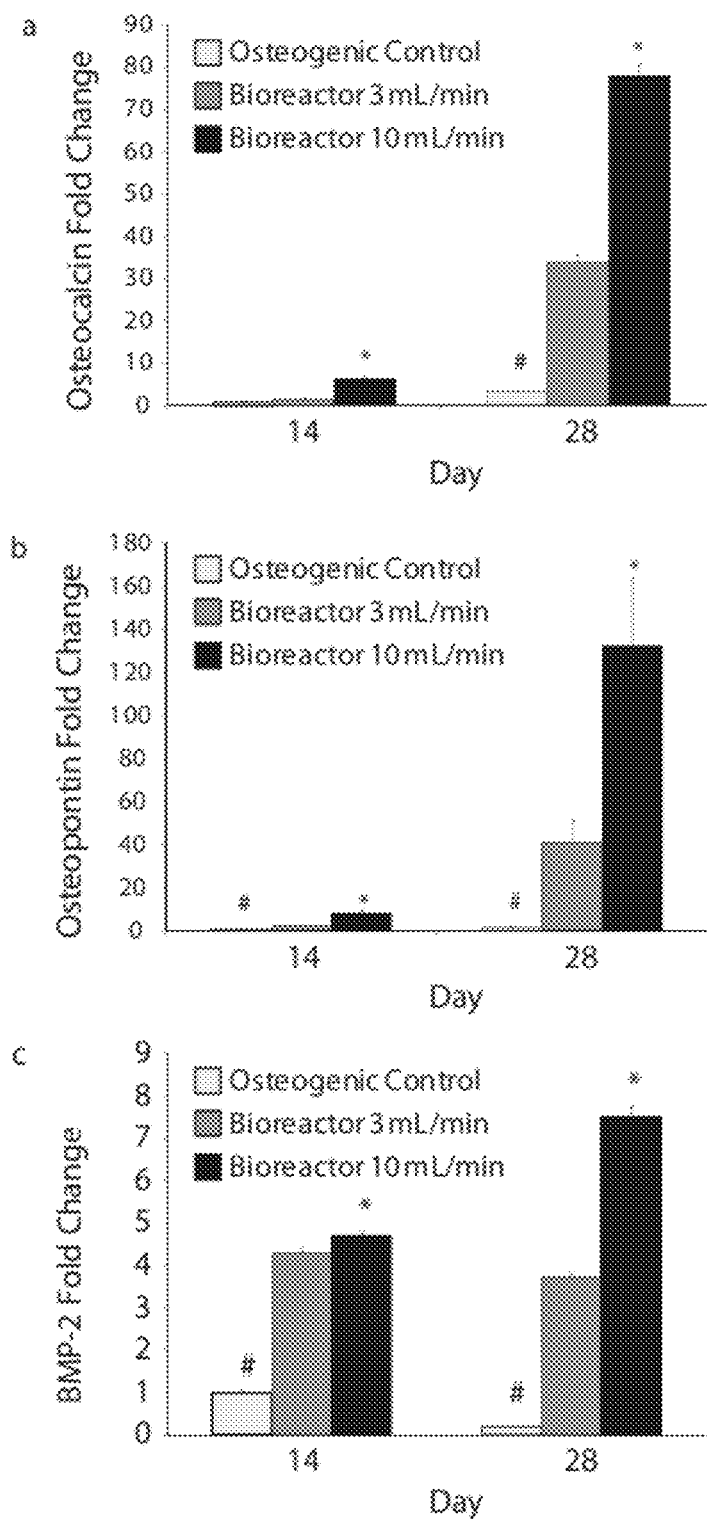 a
Osteocalcin Fold Change
90
80
70
60
50
40
30
20
10
0
Osteogenic Control
Bioreactor 3 mL/min
Bioreactor 10 mL/min
*
#
*
14
28
Day
b
Osteopontin Fold Change
180
160
140
120
100
80
60
40
20
0
Osteogenic Control
Bioreactor 3 mL/min
Bioreactor 10 mL/min
#
*
#
*
14
28
Day
c
BMP-2 Fold Change
9
8
7
6
5
4
3
2
1
0
Osteogenic Control
Bioreactor 3 mL/min
Bioreactor 10 mL/min
#
*
#
*
14
28
Day